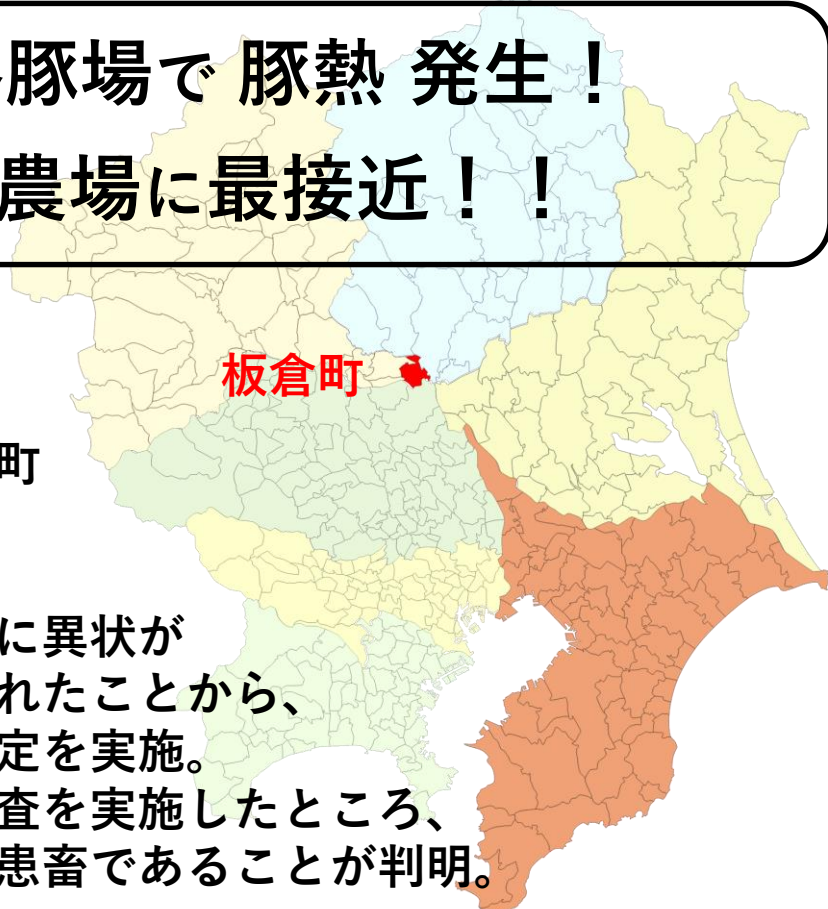 豚場で 豚熱 発生！
農場に最接近！！
板倉町
町
に異状が
れたことから、
定を実施。
査を実施したところ、
患畜であることが判明。